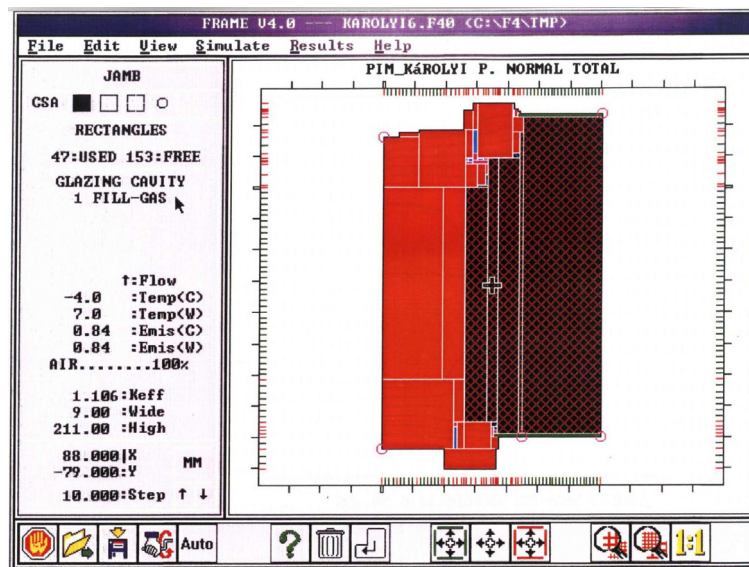 FRAME V4.0 --- KAROLYI6.F40 (C:\F4\TMP)
File Edit View Simulate Results Help
JAMB
CSA
RECTANGLES
47:USED 153:FREE
GLAZING CAVITY
1 FILL-GAS
↑:Flow
-4.0 :Temp(C)
7.0 :Temp(W)
0.84 :Emis(C)
0.84 :Emis(W)
AIR........100%
1.106:Keff
9.00 :Wide
211.00 :High
88.000|X
-79.000:Y
MM
10.000:Step ↑ ↓
PIM_KáROLYI P. NORMAL TOTAL
Auto
?
1:1